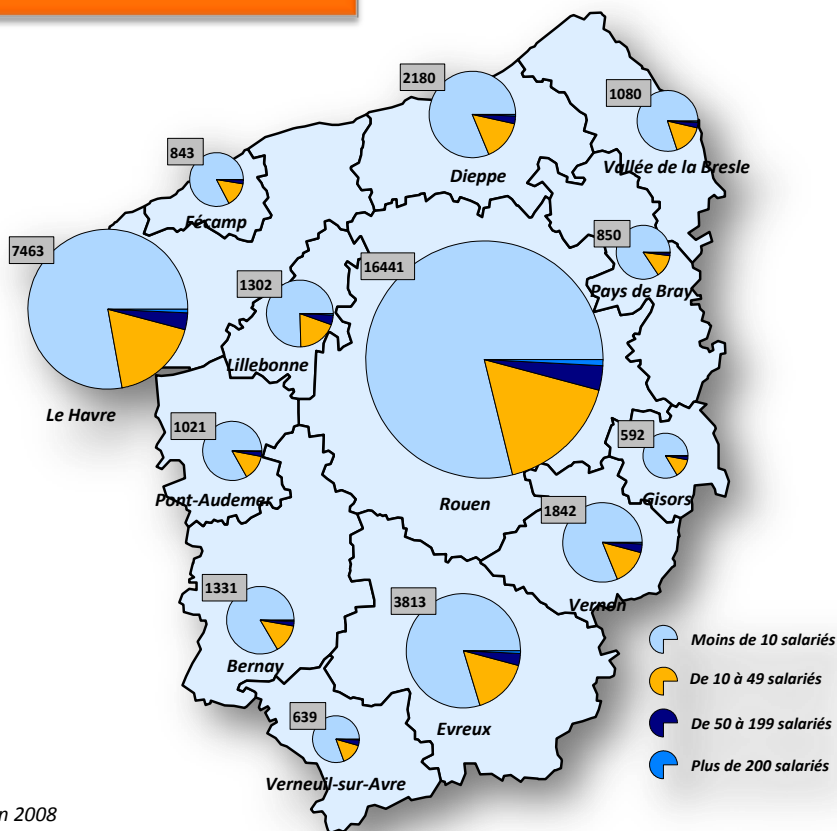 2180
Dieppe
1080
Vallée de la Bresle
843
Fécamp
7463
Le Havre
1302
Lillebonne
16441
Rouen
850
Pays de Bray
1021
Pont-Audemer
592
Gisors
1842
Vernon
1331
Bernay
3813
Evreux
639
Verneuil-sur-Avre
Moins de 10 salariés
De 10 à 49 salariés
De 50 à 199 salariés
Plus de 200 salariés
2008